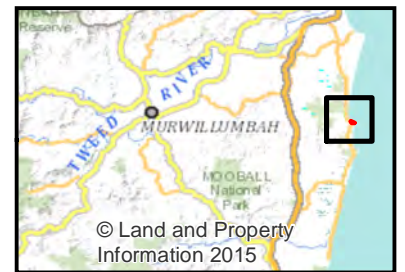 Reserve
TWEED RIVER
MURWILLUMBAH
MOOBALL
National
Park
© Land and Property
Information 2015